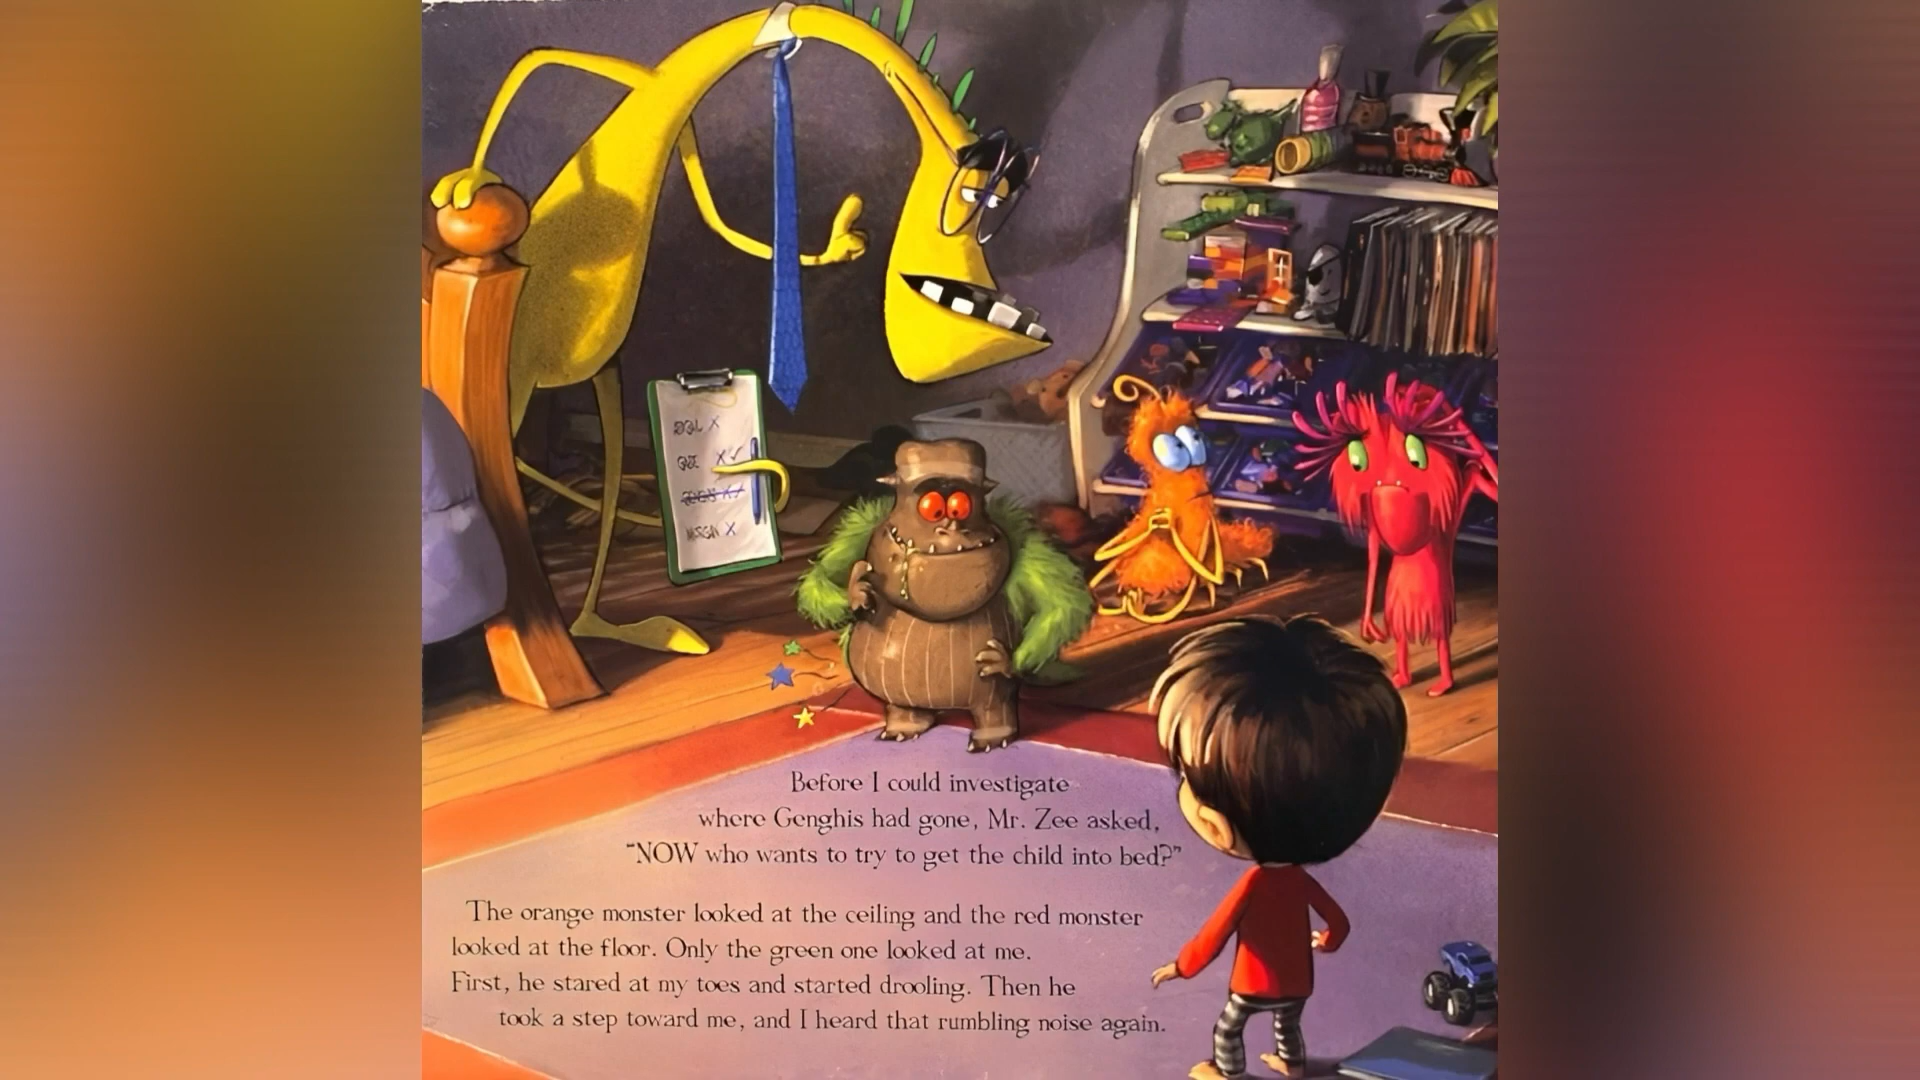 Before I could investigate
where Genghis had gone, Mr. Zee asked,
"NOW who wants to try to get the child into bed?"
The orange monster looked at the ceiling and the red monster
looked at the floor. Only the green one looked at me.
First, he stared at my toes and started drooling. Then he
took a step toward me, and I heard that rumbling noise again.